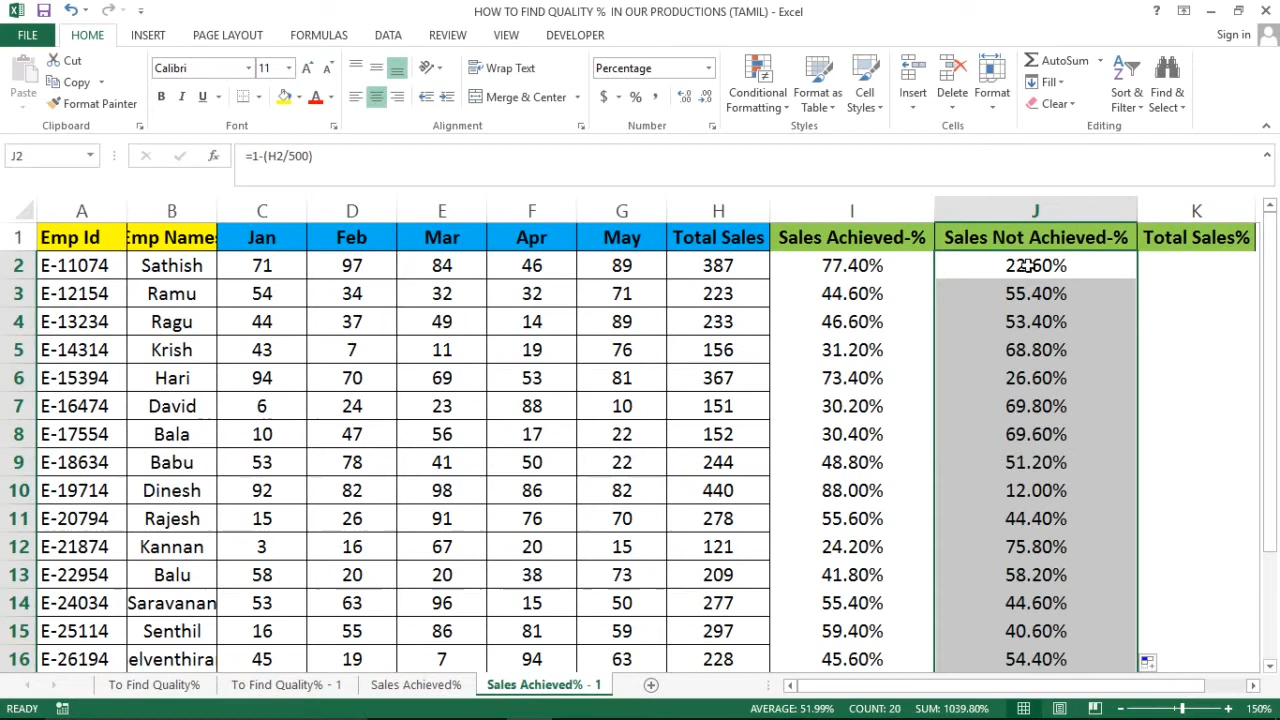 HOW TO FIND QUALITY % IN OUR PRODUCTIONS (TAMIL) - Excel
FILE HOME INSERT PAGE LAYOUT FORMULAS DATA REVIEW VIEW DEVELOPER Sign in
Paste Cut Copy Format Painter
Calibri 11 B I U A
Wrap Text Merge & Center
Percentage $ % ,
Conditional Formatting Format as Table Cell Styles
Insert Delete Format
AutoSum Fill Clear Sort & Filter Find & Select
Clipboard Font Alignment Number Styles Cells Editing
J2 fx =1-(H2/500)
A B C D E F G H I J K
1 Emp Id Emp Names Jan Feb Mar Apr May Total Sales Sales Achieved-% Sales Not Achieved-% Total Sales%
2 E-11074 Sathish 71 97 84 46 89 387 77.40% 22.60%
3 E-12154 Ramu 54 34 32 32 71 223 44.60% 55.40%
4 E-13234 Ragu 44 37 49 14 89 233 46.60% 53.40%
5 E-14314 Krish 43 7 11 19 76 156 31.20% 68.80%
6 E-15394 Hari 94 70 69 53 81 367 73.40% 26.60%
7 E-16474 David 6 24 23 88 10 151 30.20% 69.80%
8 E-17554 Bala 10 47 56 17 22 152 30.40% 69.60%
9 E-18634 Babu 53 78 41 50 22 244 48.80% 51.20%
10 E-19714 Dinesh 92 82 98 86 82 440 88.00% 12.00%
11 E-20794 Rajesh 15 26 91 76 70 278 55.60% 44.40%
12 E-21874 Kannan 3 16 67 20 15 121 24.20% 75.80%
13 E-22954 Balu 58 20 20 38 73 209 41.80% 58.20%
14 E-24034 Saravanan 53 63 96 15 50 277 55.40% 44.60%
15 E-25114 Senthil 16 55 86 81 59 297 59.40% 40.60%
16 E-26194 elventhira 45 19 7 94 63 228 45.60% 54.40%
To Find Quality% To Find Quality% - 1 Sales Achieved% Sales Achieved% - 1
READY AVERAGE: 51.99% COUNT: 20 SUM: 1039.80% 150%